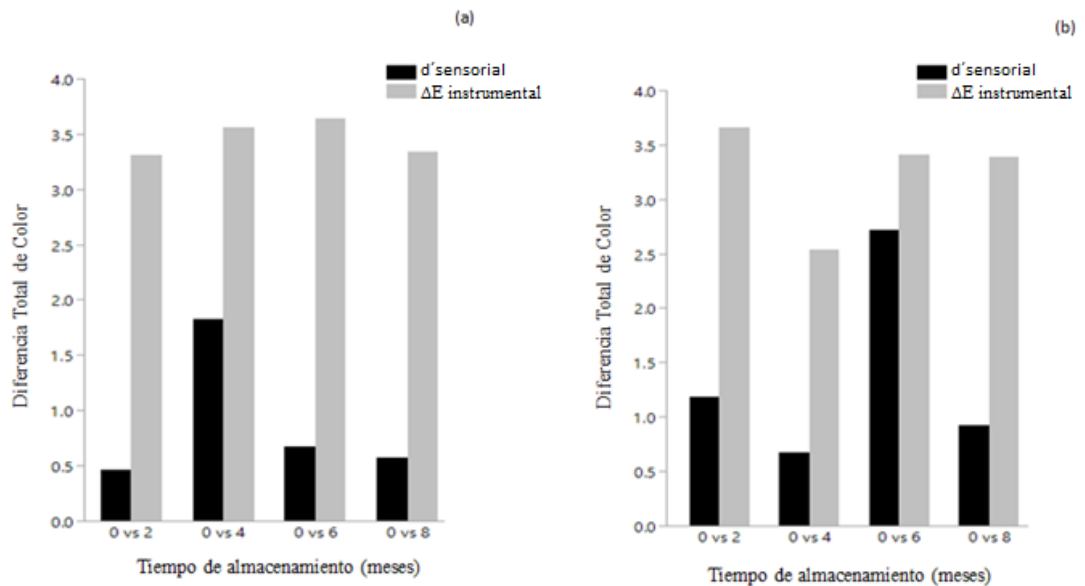 (a)
d´sensorial
ΔE instrumental
4.0
3.5
3.0
2.5
2.0
1.5
1.0
0.5
0.0
Diferencia Total de Color
0 vs 2 0 vs 4 0 vs 6 0 vs 8
Tiempo de almacenamiento (meses)
(b)
d´sensorial
ΔE instrumental
4.0
3.5
3.0
2.5
2.0
1.5
1.0
0.5
0.0
Diferencia Total de Color
0 vs 2 0 vs 4 0 vs 6 0 vs 8
Tiempo de almacenamiento (meses)